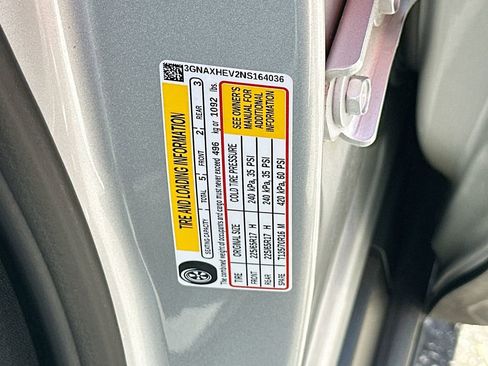 3GNAXHEV2NS164036
TIRE AND LOADING INFORMATION
SEATING CAPACITY TOTAL 5 FRONT 2 REAR 3
The combined weight of occupants and cargo must never exceed 496 kg or 1092 lbs.
TIRE ORIGINAL SIZE COLD TIRE PRESSURE
FRONT 225/65R17 H 240 kPa, 35 PSI
REAR 225/65R17 H 240 kPa, 35 PSI
SPARE T135/70R16 M 420 kPa, 60 PSI
SEE OWNER'S
MANUAL FOR
ADDITIONAL
INFORMATION